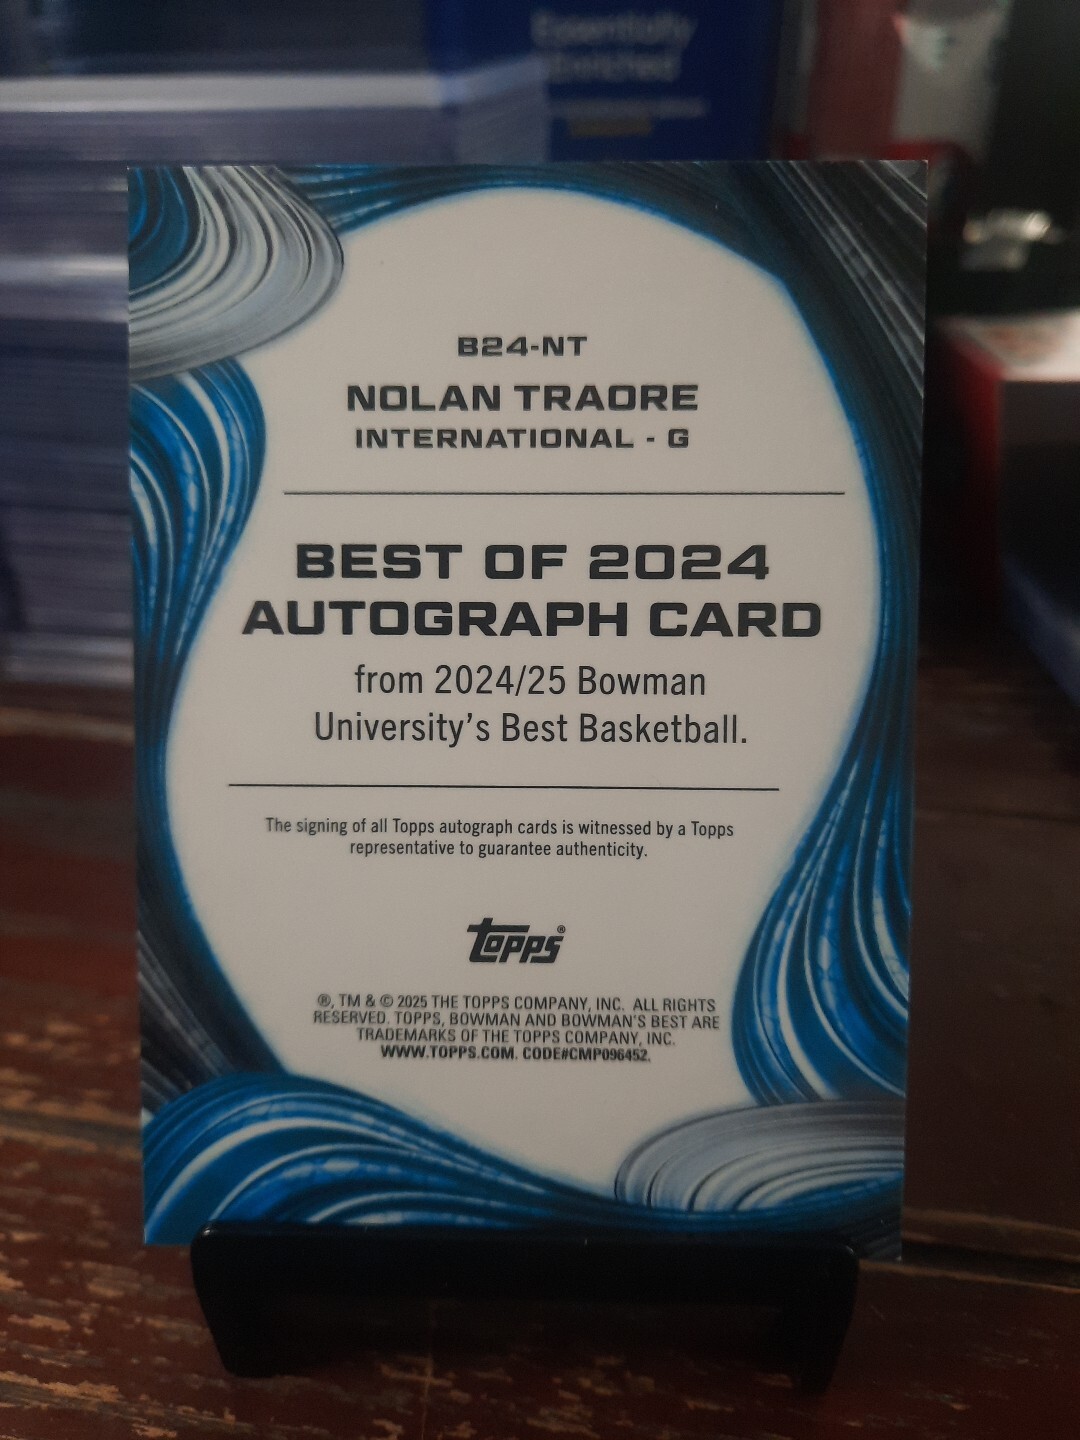 Essentially
Enriched
B24-NT
NOLAN TRAORE
INTERNATIONAL - G
BEST OF 2024
AUTOGRAPH CARD
from 2024/25 Bowman
University's Best Basketball.
The signing of all Topps autograph cards is witnessed by a Topps
representative to guarantee authenticity.
topps®
®, TM & © 2025 THE TOPPS COMPANY, INC. ALL RIGHTS
RESERVED. TOPPS, BOWMAN AND BOWMAN'S BEST ARE
TRADEMARKS OF THE TOPPS COMPANY, INC.
WWW.TOPPS.COM. CODE#CMP096452.